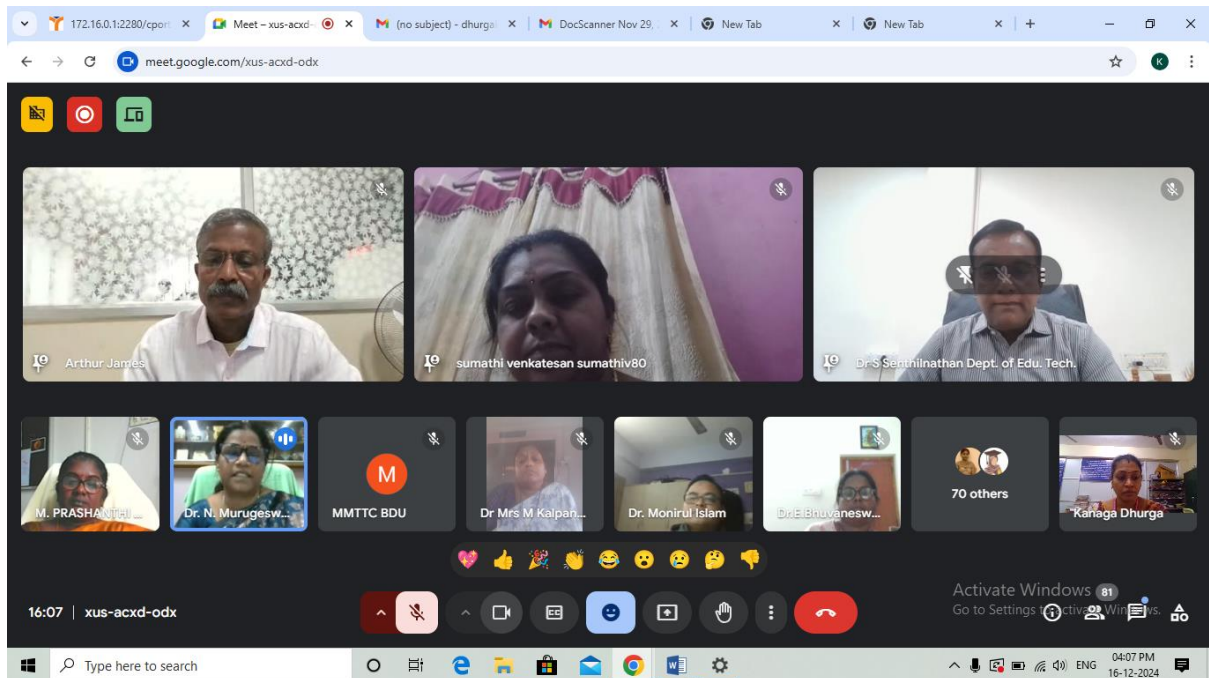 172.16.0.1:2280/cport
Meet – xus-acxd-
(no subject) - dhurga
DocScanner Nov 29,
New Tab
New Tab
meet.google.com/xus-acxd-odx
K
Arthur James
sumathi venkatesan sumathiv80
Dr S Senthilnathan Dept. of Edu. Tech.
M. PRASHANTHI ...
Dr. N. Murugesw...
M
MMTTC BDU
Dr Mrs M Kalpan...
Dr. Monirul Islam
Dr.E.Bhuvanesw...
70 others
Kanaga Dhurga
16:07 | xus-acxd-odx
CC
Activate Windows
81
Go to Settings to activate Windows.
Type here to search
ENG
04:07 PM
16-12-2024